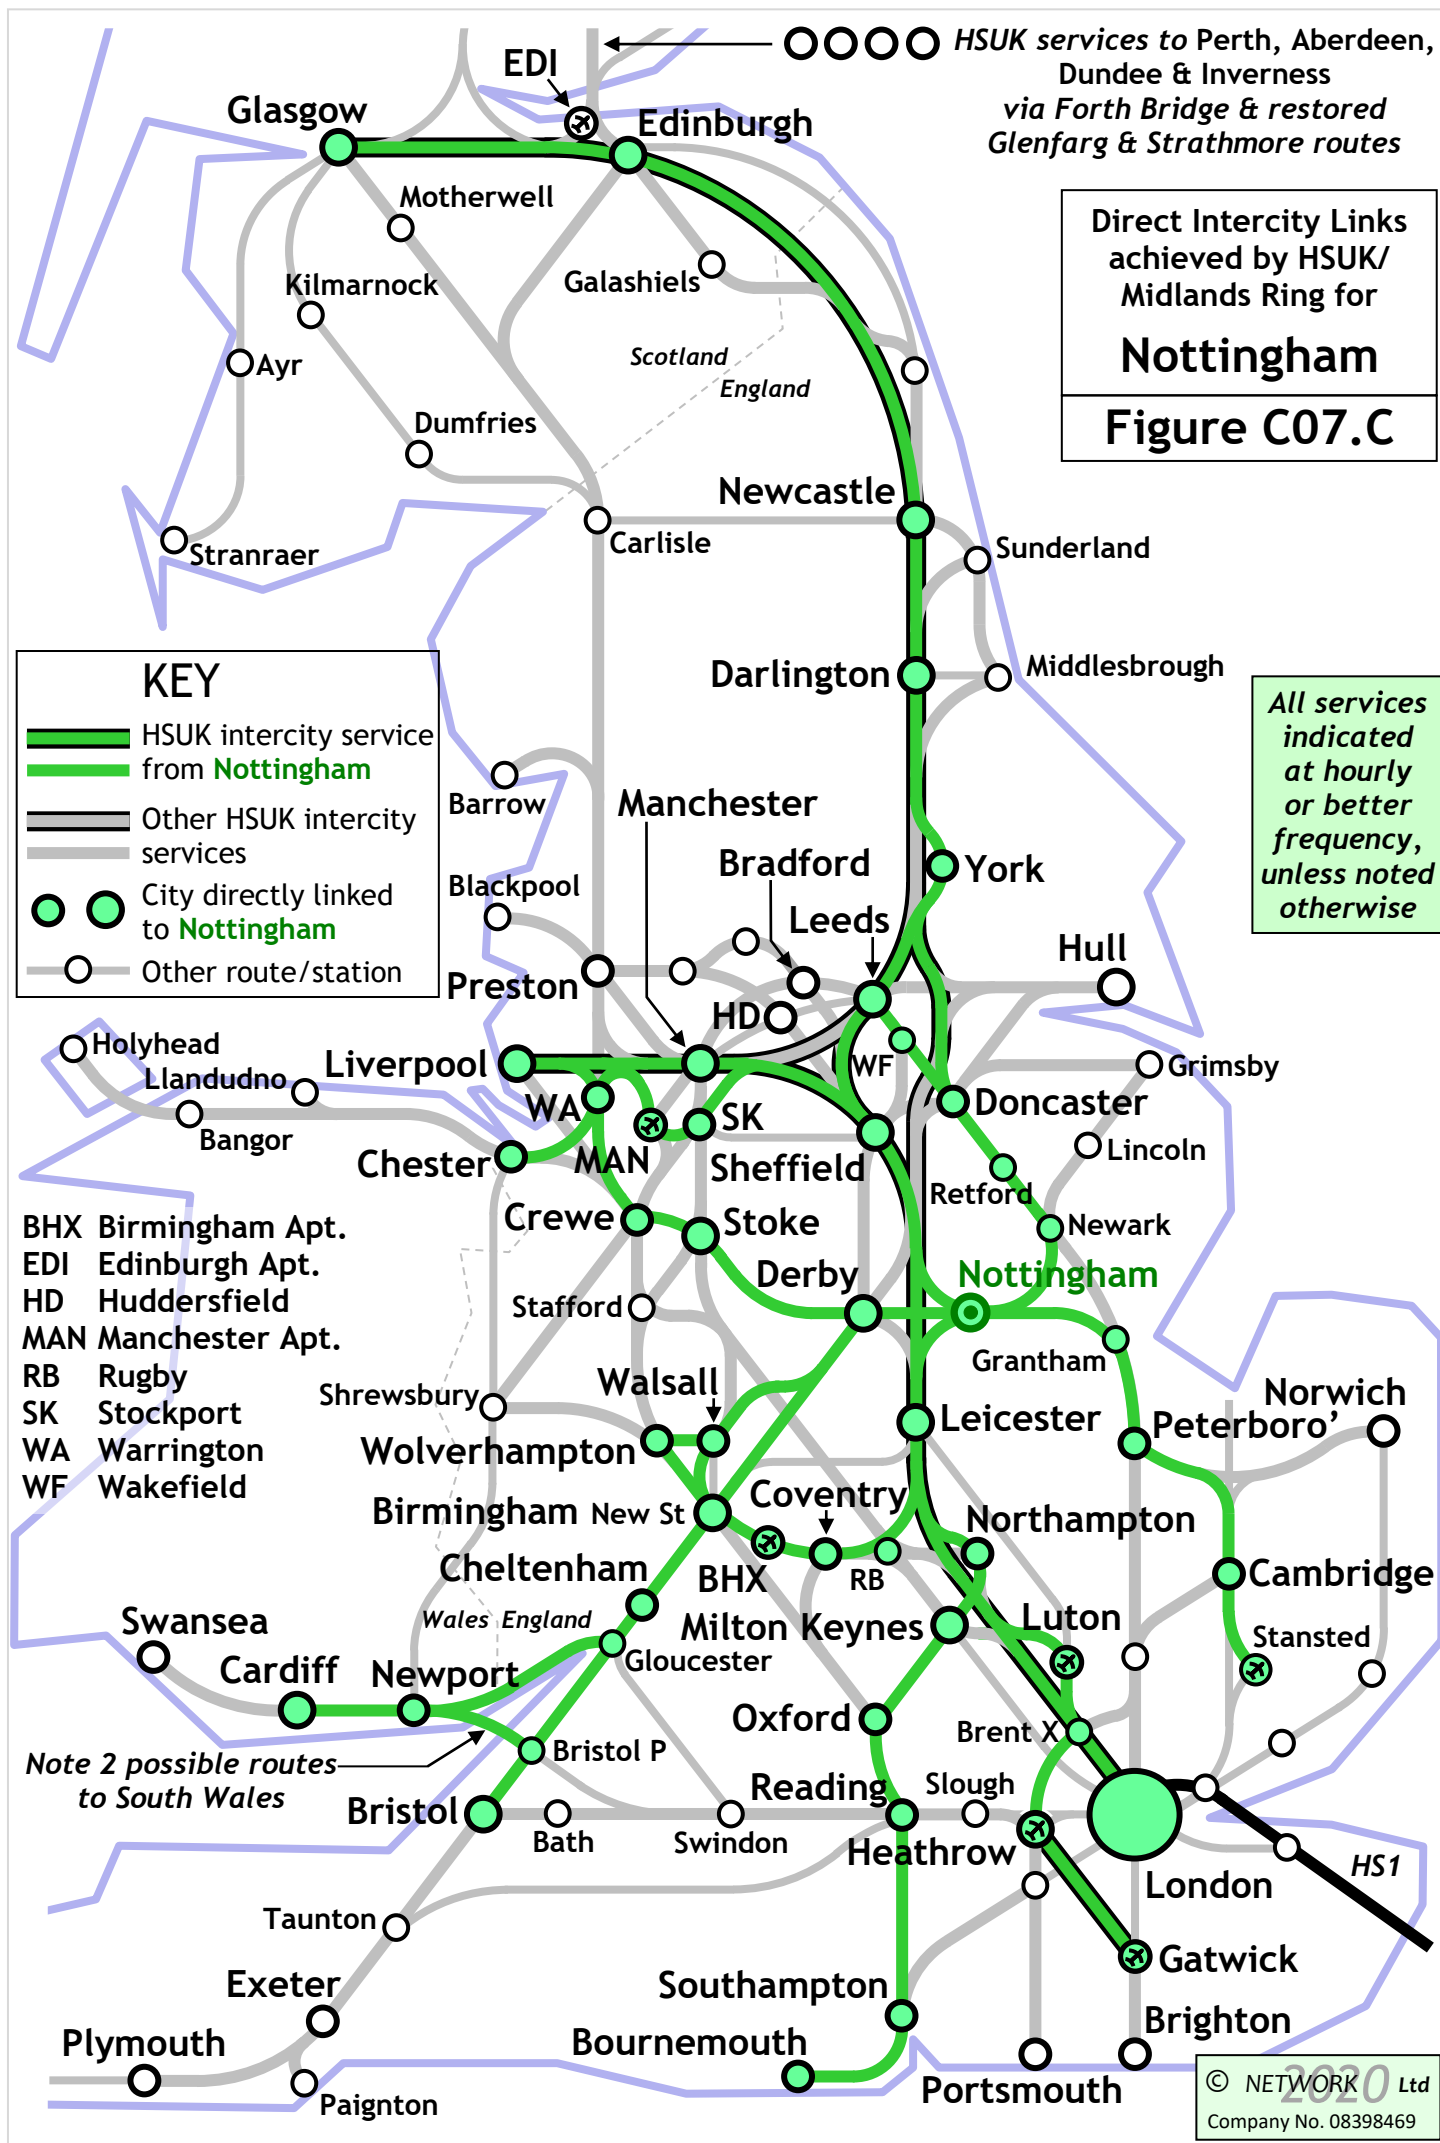 HSUK services to Perth, Aberdeen,
Dundee & Inverness
via Forth Bridge & restored
Glenfarg & Strathmore routes
EDI
Glasgow
Edinburgh
Direct Intercity Links
achieved by HSUK/
Midlands Ring for
Nottingham
Figure C07.C
Motherwell
Galashiels
Kilmarnock
Scotland
England
Ayr
Dumfries
Newcastle
Carlisle
Stranraer
Sunderland
Darlington
Middlesbrough
KEY
HSUK intercity service
from Nottingham
Other HSUK intercity
services
City directly linked
to Nottingham
Other route/station
All services
indicated
at hourly
or better
frequency,
unless noted
otherwise
Barrow
Manchester
Bradford
York
Blackpool
Leeds
Hull
Preston
HD
Holyhead
Llandudno
Liverpool
WF
Grimsby
WA
SK
Doncaster
Bangor
Chester
MAN
Sheffield
Lincoln
Retford
BHX Birmingham Apt.
EDI Edinburgh Apt.
HD Huddersfield
MAN Manchester Apt.
RB Rugby
SK Stockport
WA Warrington
WF Wakefield
Crewe
Stoke
Newark
Derby
Nottingham
Stafford
Grantham
Walsall
Shrewsbury
Norwich
Wolverhampton
Leicester
Peterboro’
Birmingham New St
Coventry
Northampton
Cheltenham
BHX
RB
Cambridge
Swansea
Wales England
Milton Keynes
Luton
Stansted
Cardiff
Newport
Gloucester
Oxford
Brent X
Note 2 possible routes
to South Wales
Bristol P
Reading
Slough
Bristol
Bath
Swindon
Heathrow
HS1
London
Taunton
Gatwick
Exeter
Southampton
Brighton
Plymouth
Bournemouth
Portsmouth
Paignton
© NETWORK 2020 Ltd
Company No. 08398469